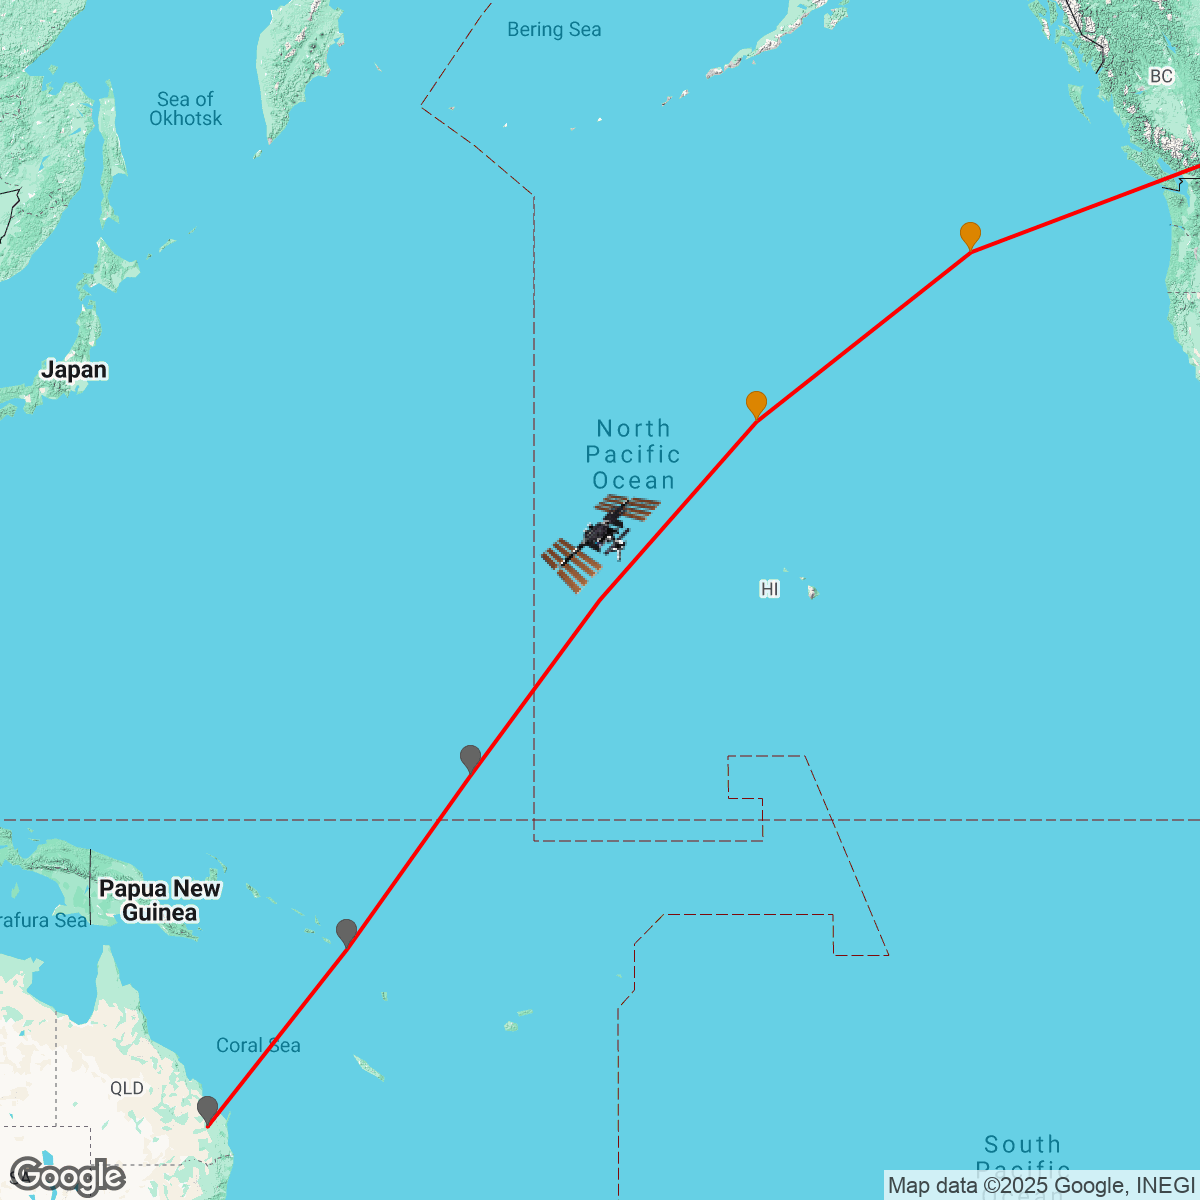 Bering Sea
BC
Sea of
Okhotsk
Japan
North
Pacific
Ocean
HI
Papua New
Guinea
rafura Sea
Coral Sea
QLD
South
Pacific
Google
Map data ©2025 Google, INEGI